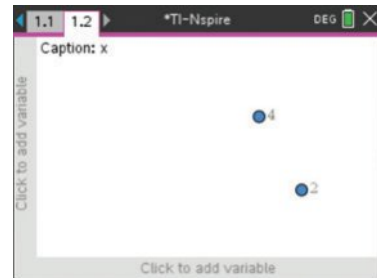 1.1 1.2 *TI-Nspire DEG
Caption: x
Click to add variable
4
2
Click to add variable